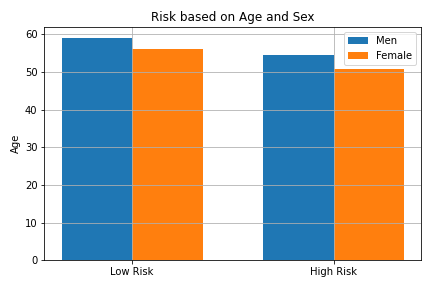 Risk based on Age and Sex
Men
Female
Age
60
50
40
30
20
10
0
Low Risk
High Risk